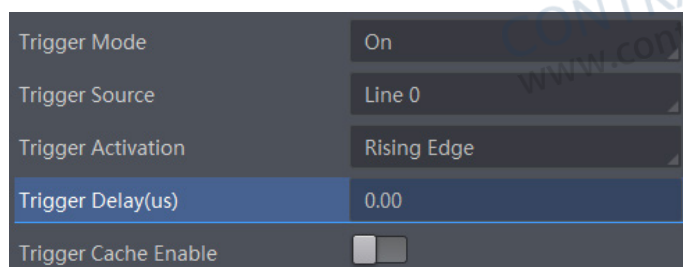 Trigger Mode On
Trigger Source Line 0
Trigger Activation Rising Edge
Trigger Delay(us) 0.00
Trigger Cache Enable